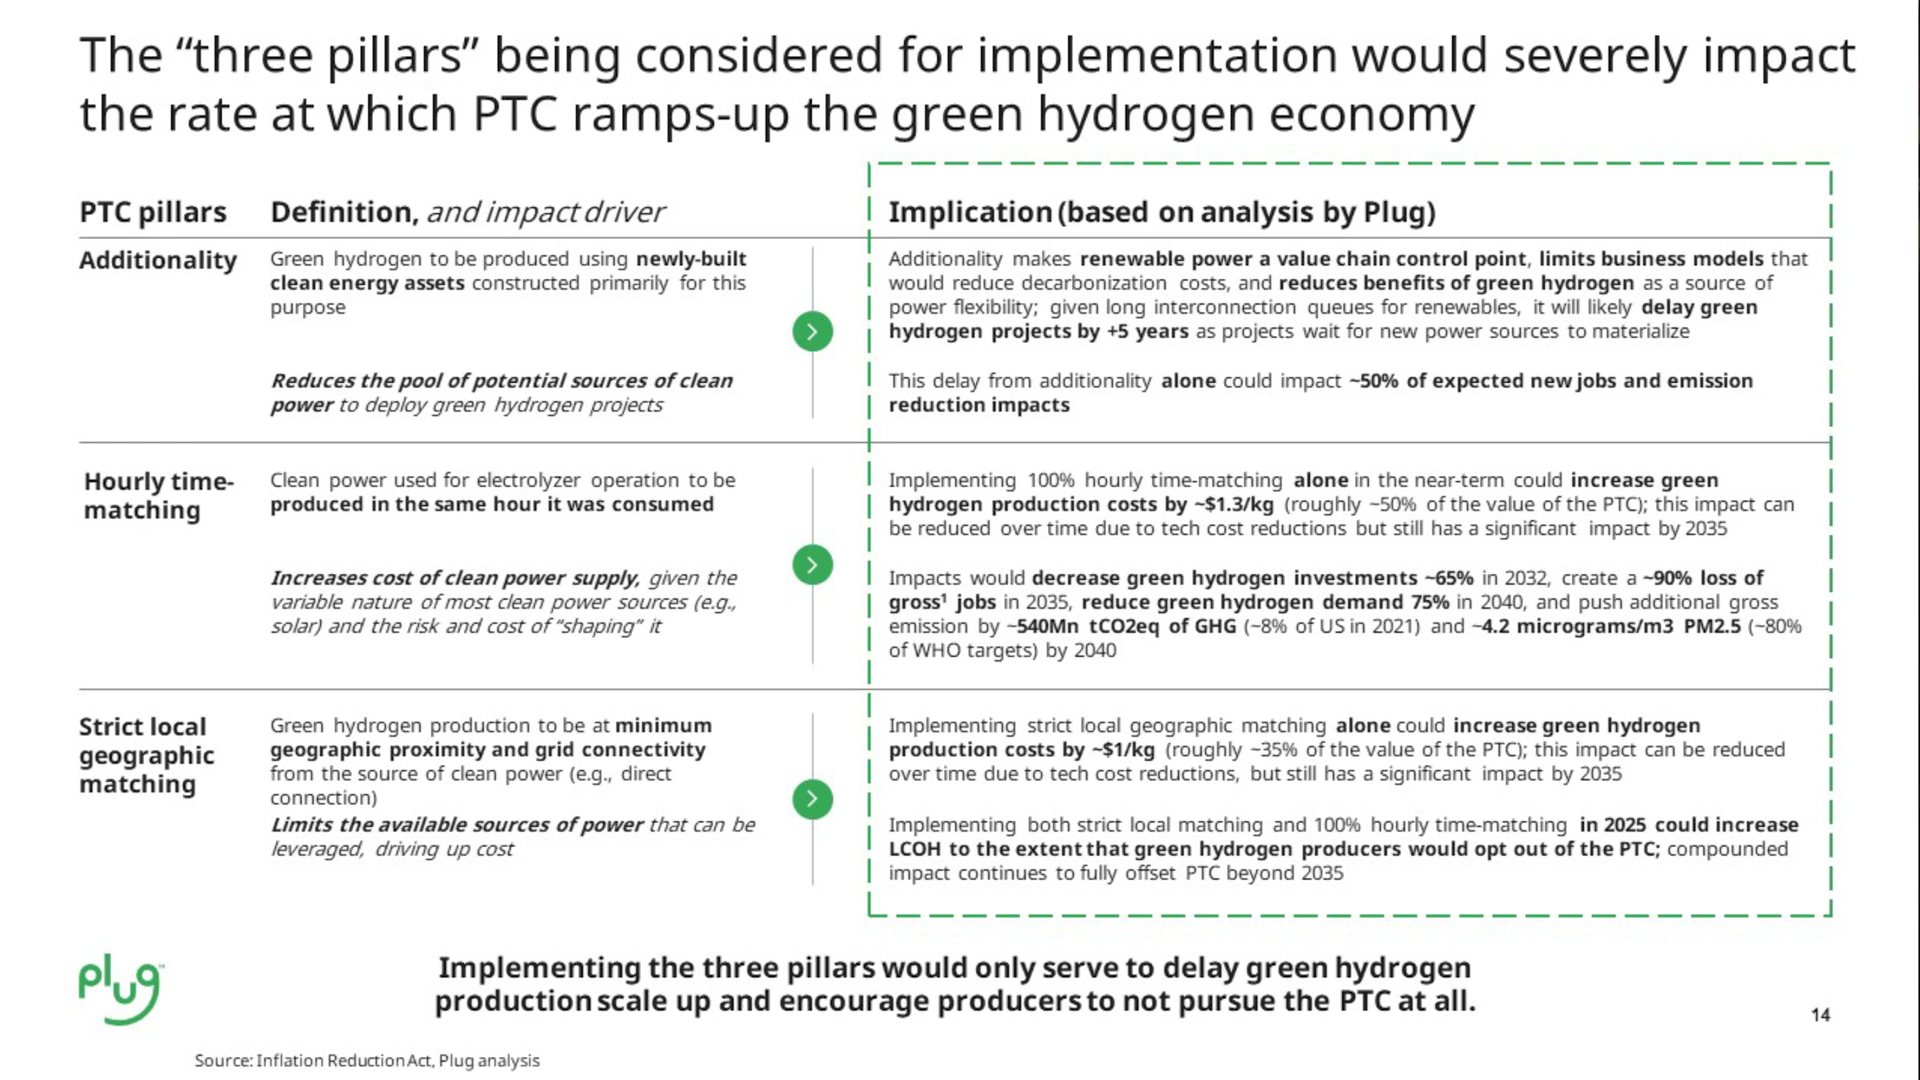 The “three pillars” being considered for implementation would severely impact
the rate at which PTC ramps-up the green hydrogen economy
PTC pillars
Definition, and impact driver
Implication (based on analysis by Plug)
Additionality
Green hydrogen to be produced using newly-built
clean energy assets constructed primarily for this
purpose
Reduces the pool of potential sources of clean
power to deploy green hydrogen projects
Additionality makes renewable power a value chain control point, limits business models that
would reduce decarbonization costs, and reduces benefits of green hydrogen as a source of
power flexibility; given long interconnection queues for renewables, it will likely delay green
hydrogen projects by +5 years as projects wait for new power sources to materialize
This delay from additionality alone could impact ~50% of expected new jobs and emission
reduction impacts
Hourly time-
matching
Clean power used for electrolyzer operation to be
produced in the same hour it was consumed
Increases cost of clean power supply, given the
variable nature of most clean power sources (e.g.,
solar) and the risk and cost of “shaping” it
Implementing 100% hourly time-matching alone in the near-term could increase green
hydrogen production costs by ~$1.3/kg (roughly ~50% of the value of the PTC); this impact can
be reduced over time due to tech cost reductions but still has a significant impact by 2035
Impacts would decrease green hydrogen investments ~65% in 2032, create a ~90% loss of
gross¹ jobs in 2035, reduce green hydrogen demand 75% in 2040, and push additional gross
emission by ~540Mn tCO2eq of GHG (~8% of US in 2021) and ~4.2 micrograms/m3 PM2.5 (~80%
of WHO targets) by 2040
Strict local
geographic
matching
Green hydrogen production to be at minimum
geographic proximity and grid connectivity
from the source of clean power (e.g., direct
connection)
Limits the available sources of power that can be
leveraged, driving up cost
Implementing strict local geographic matching alone could increase green hydrogen
production costs by ~$1/kg (roughly ~35% of the value of the PTC); this impact can be reduced
over time due to tech cost reductions, but still has a significant impact by 2035
Implementing both strict local matching and 100% hourly time-matching in 2025 could increase
LCOH to the extent that green hydrogen producers would opt out of the PTC; compounded
impact continues to fully offset PTC beyond 2035
plug™
Implementing the three pillars would only serve to delay green hydrogen
production scale up and encourage producers to not pursue the PTC at all.
14
Source: Inflation Reduction Act, Plug analysis